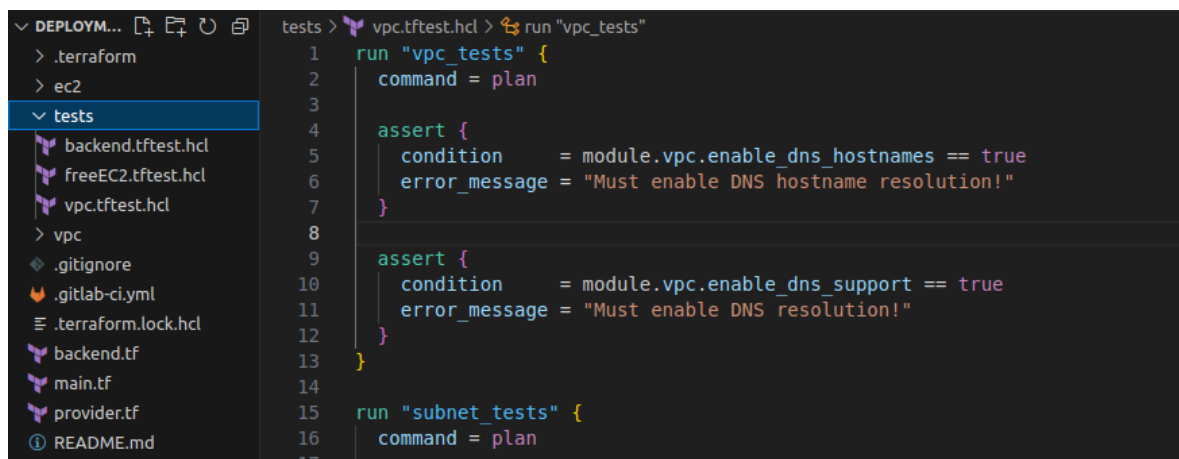 DEPLOYM...
.terraform
ec2
tests
backend.tftest.hcl
freeEC2.tftest.hcl
vpc.tftest.hcl
vpc
.gitignore
.gitlab-ci.yml
.terraform.lock.hcl
backend.tf
main.tf
provider.tf
README.md
tests > vpc.tftest.hcl > run "vpc_tests"
1 run "vpc_tests" {
2   command = plan
3
4   assert {
5     condition     = module.vpc.enable_dns_hostnames == true
6     error_message = "Must enable DNS hostname resolution!"
7   }
8
9   assert {
10     condition     = module.vpc.enable_dns_support == true
11     error_message = "Must enable DNS resolution!"
12   }
13 }
14
15 run "subnet_tests" {
16   command = plan